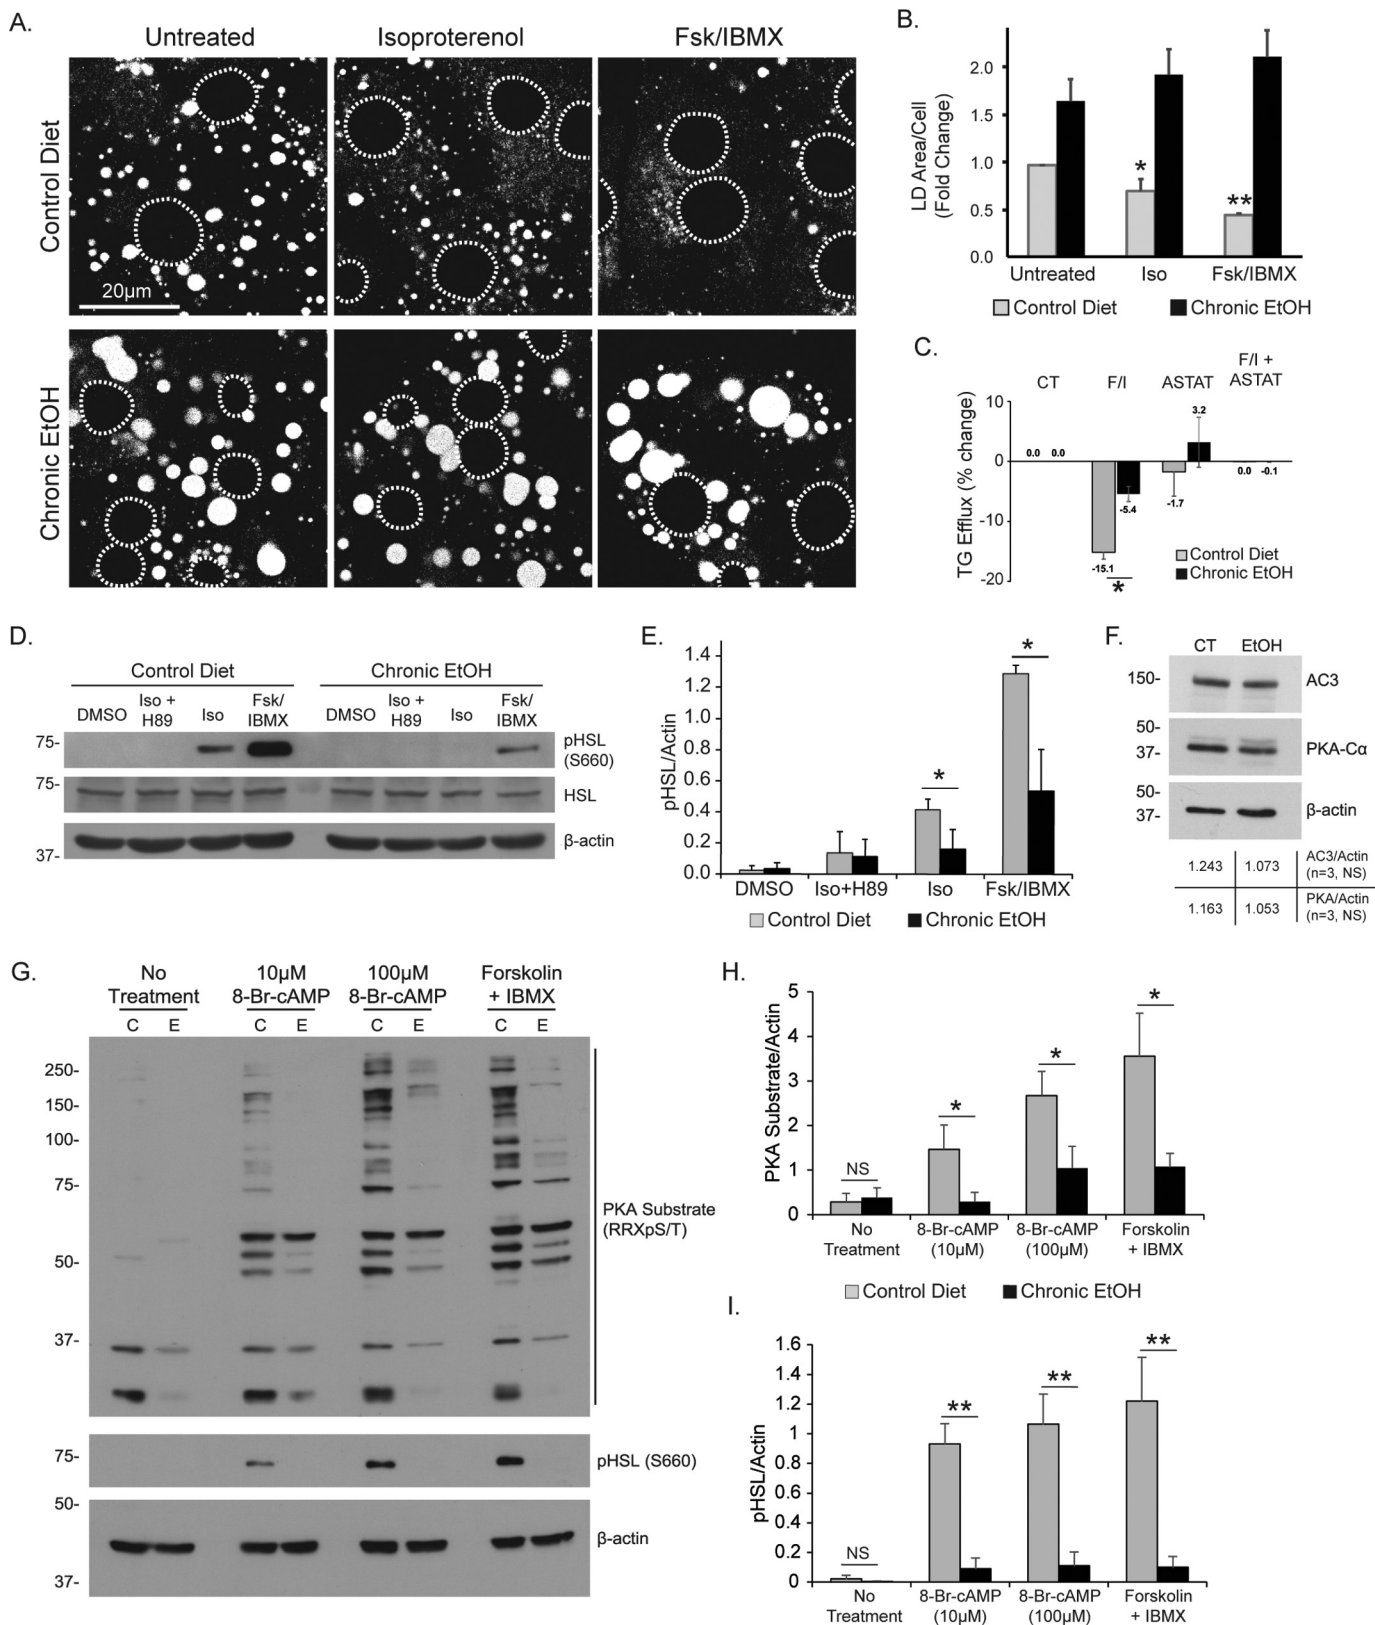 A.
Untreated
Isoproterenol
Fsk/IBMX
Control Diet
20µm
Chronic EtOH
B.
LD Area/Cell
(Fold Change)
2.0
1.5
1.0
0.5
0.0
*
**
Untreated
Iso
Fsk/IBMX
Control Diet
Chronic EtOH
C.
CT
F/I
ASTAT
F/I +
ASTAT
TG Efflux (% change)
10
0
-10
-20
0.0
0.0
-15.1
-5.4
-1.7
3.2
0.0
-0.1
*
Control Diet
Chronic EtOH
D.
Control Diet
Chronic EtOH
DMSO
Iso +
H89
Iso
Fsk/
IBMX
DMSO
Iso +
H89
Iso
Fsk/
IBMX
75-
pHSL
(S660)
75-
HSL
37-
β-actin
E.
pHSL/Actin
1.4
1.2
1.0
0.8
0.6
0.4
0.2
0.0
*
*
DMSO
Iso+H89
Iso
Fsk/IBMX
Control Diet
Chronic EtOH
F.
CT
EtOH
150-
AC3
50-
37-
PKA-Cα
50-
37-
β-actin
1.243
1.073
AC3/Actin
(n=3, NS)
1.163
1.053
PKA/Actin
(n=3, NS)
G.
No
Treatment
10µM
8-Br-cAMP
100µM
8-Br-cAMP
Forskolin
+ IBMX
C
E
C
E
C
E
C
E
250-
150-
100-
75-
50-
37-
PKA Substrate
(RRXpS/T)
75-
pHSL (S660)
50-
37-
β-actin
H.
PKA Substrate/Actin
5
4
3
2
1
0
NS
*
*
*
No
Treatment
8-Br-cAMP
(10µM)
8-Br-cAMP
(100µM)
Forskolin
+ IBMX
Control Diet
Chronic EtOH
I.
pHSL/Actin
1.6
1.4
1.2
1
0.8
0.6
0.4
0.2
0
NS
**
**
**
No
Treatment
8-Br-cAMP
(10µM)
8-Br-cAMP
(100µM)
Forskolin
+ IBMX